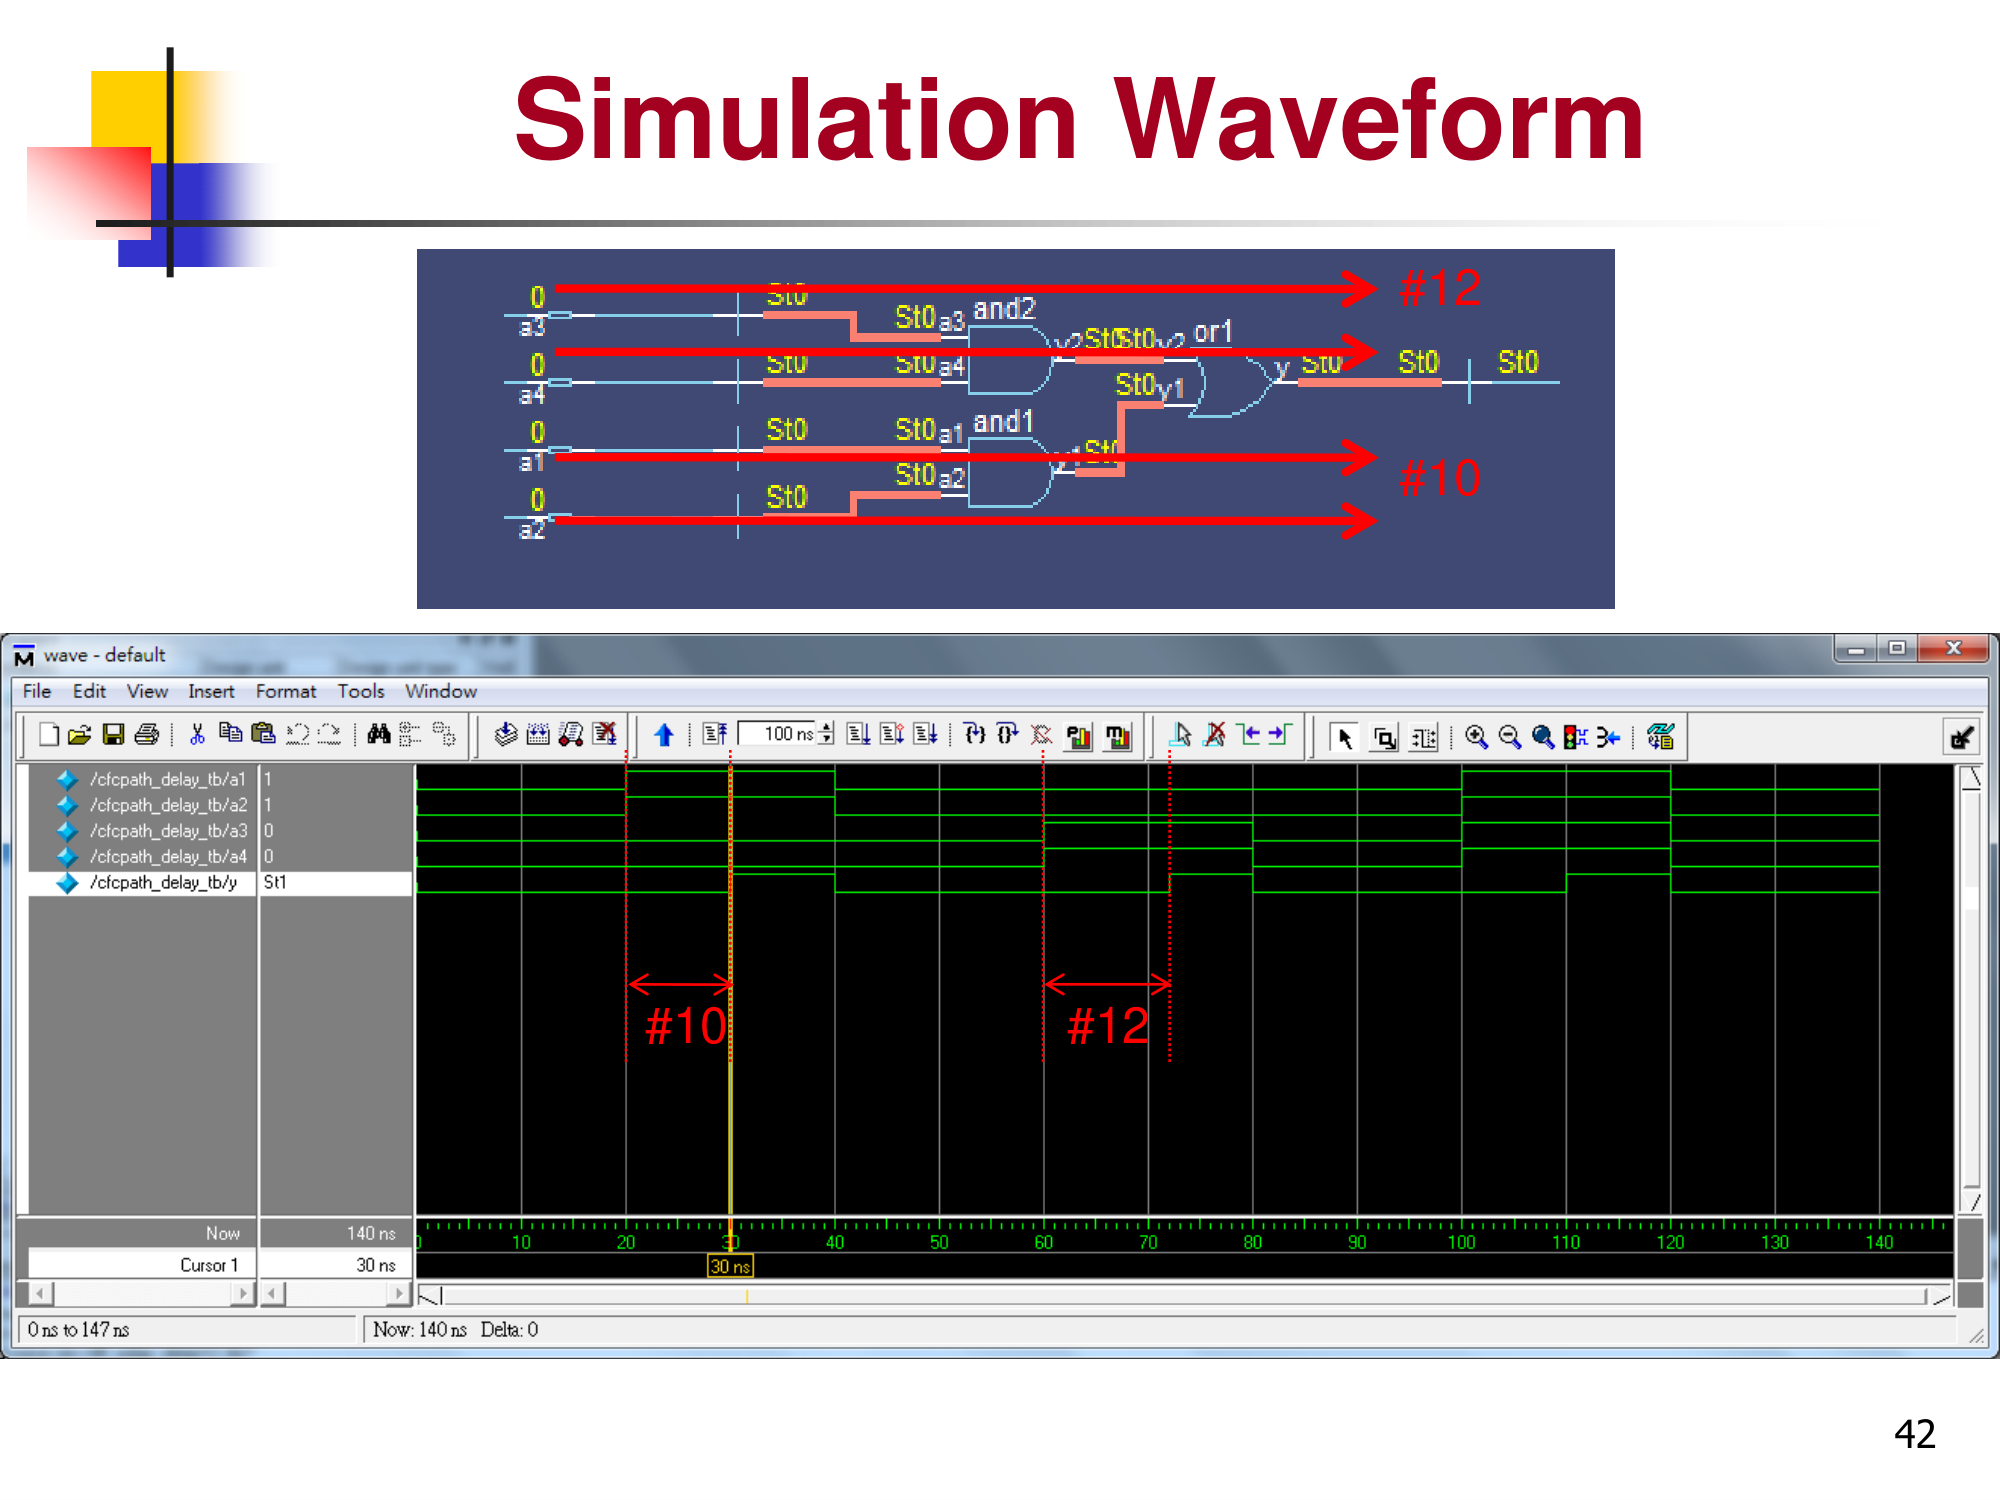 Simulation Waveform
0 St0 #12
a3 St0 a3 and2
y2 St0 St0 y2 or1
0 St0 St0 a4 y St0 St0 St0
a4 St0 y1
0 St0 St0 a1 and1
a1 y1 St0 #10
St0 a2
0 St0
a2
wave - default
File Edit View Insert Format Tools Window
100 ns
/cfcpath_delay_tb/a1 1
/cfcpath_delay_tb/a2 1
/cfcpath_delay_tb/a3 0
/cfcpath_delay_tb/a4 0
/cfcpath_delay_tb/y St1
#10 #12
Now 140 ns
0 10 20 30 40 50 60 70 80 90 100 110 120 130 140
Cursor 1 30 ns 30 ns
0 ns to 147 ns Now: 140 ns Delta: 0
42